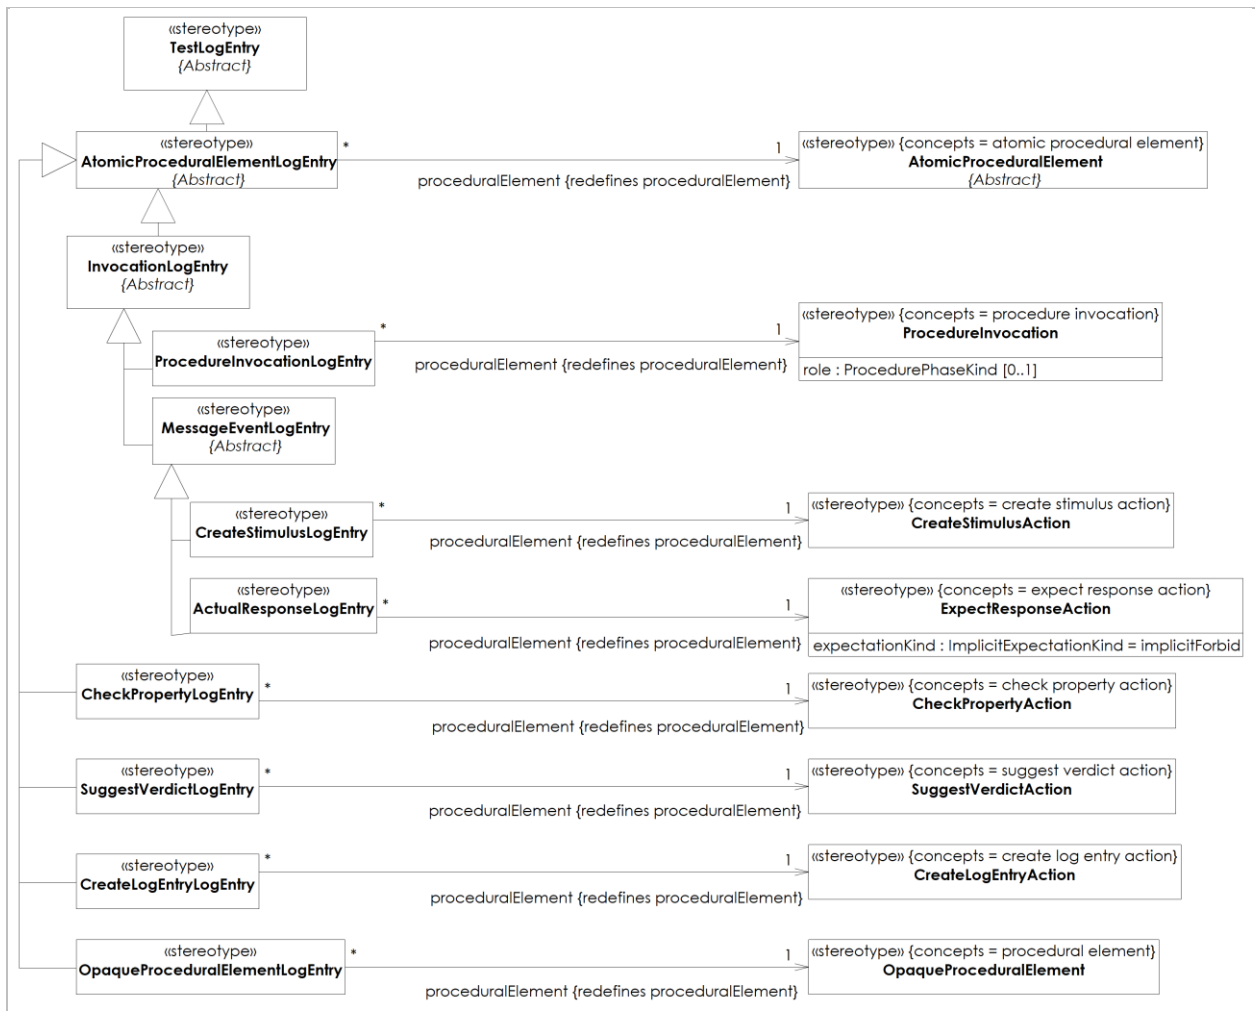 «stereotype»
TestLogEntry
{Abstract}
«stereotype»
AtomicProceduralElementLogEntry
{Abstract}
*
1
proceduralElement {redefines proceduralElement}
«stereotype» {concepts = atomic procedural element}
AtomicProceduralElement
{Abstract}
«stereotype»
InvocationLogEntry
{Abstract}
«stereotype»
ProcedureInvocationLogEntry
*
1
proceduralElement {redefines proceduralElement}
«stereotype» {concepts = procedure invocation}
ProcedureInvocation
role : ProcedurePhaseKind [0..1]
«stereotype»
MessageEventLogEntry
{Abstract}
«stereotype»
CreateStimulusLogEntry
*
1
proceduralElement {redefines proceduralElement}
«stereotype» {concepts = create stimulus action}
CreateStimulusAction
«stereotype»
ActualResponseLogEntry
*
1
proceduralElement {redefines proceduralElement}
«stereotype» {concepts = expect response action}
ExpectResponseAction
expectationKind : ImplicitExpectationKind = implicitForbid
«stereotype»
CheckPropertyLogEntry
*
1
proceduralElement {redefines proceduralElement}
«stereotype» {concepts = check property action}
CheckPropertyAction
«stereotype»
SuggestVerdictLogEntry
*
1
proceduralElement {redefines proceduralElement}
«stereotype» {concepts = suggest verdict action}
SuggestVerdictAction
«stereotype»
CreateLogEntryLogEntry
*
1
proceduralElement {redefines proceduralElement}
«stereotype» {concepts = create log entry action}
CreateLogEntryAction
«stereotype»
OpaqueProceduralElementLogEntry
*
1
proceduralElement {redefines proceduralElement}
«stereotype» {concepts = procedural element}
OpaqueProceduralElement